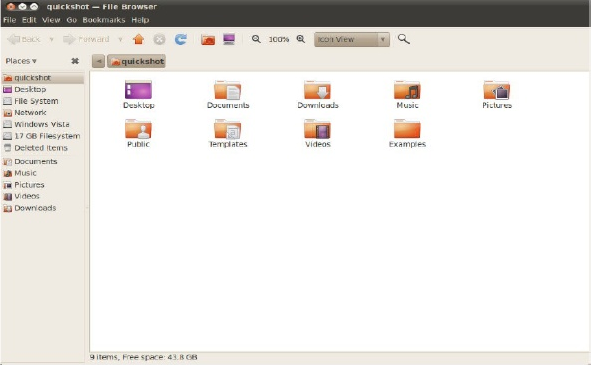 quickshot — File Browser
File Edit View Go Bookmarks Help
Back Forward 100% Icon View
Places quickshot
quickshot
Desktop
File System
Network
Windows Vista
17 GB Filesystem
Deleted Items
Documents
Music
Pictures
Videos
Downloads
Desktop Documents Downloads Music Pictures
Public Templates Videos Examples
9 items, Free space: 43.8 GB